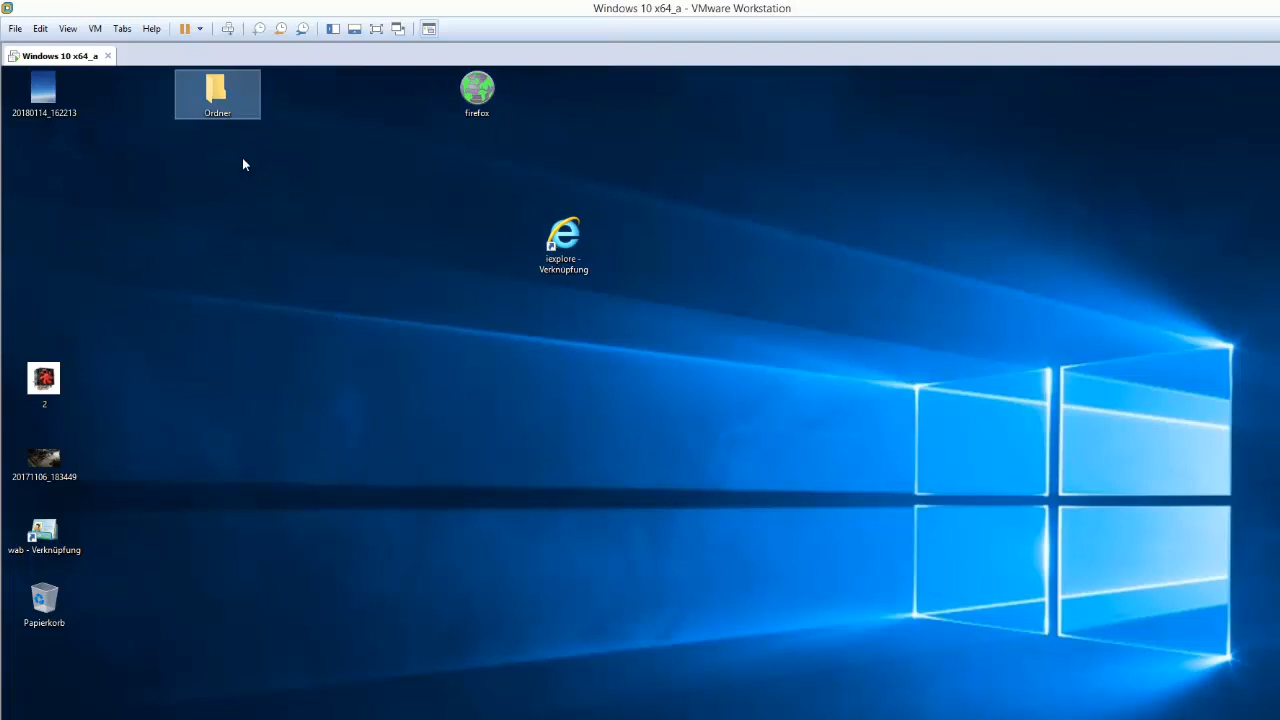 Windows 10 x64_a - VMware Workstation
File Edit View VM Tabs Help
Windows 10 x64_a
20180114_162213
Ordner
firefox
iexplore -
Verknüpfung
2
20171106_183449
wab - Verknüpfung
Papierkorb